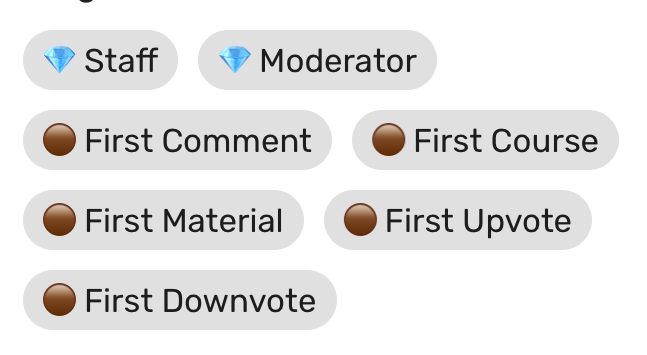 💎 Staff 💎 Moderator
🟤 First Comment 🟤 First Course
🟤 First Material 🟤 First Upvote
🟤 First Downvote